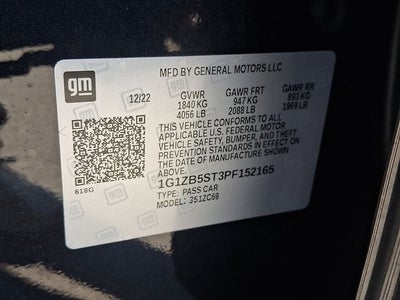 gm
MFD BY GENERAL MOTORS LLC
12/22 GVWR GAWR FRT GAWR RR
1840 KG 947 KG 893 KG
4056 LB 2088 LB 1969 LB
THIS VEHICLE CONFORMS TO ALL
APPLICABLE U.S. FEDERAL MOTOR
VEHICLE SAFETY, BUMPER, AND THEFT
PREVENTION STANDARDS IN EFFECT ON
THE DATE OF MANUFACTURE SHOWN
ABOVE.
1G1ZB5ST3PF152165
TYPE: PASS CAR
MODEL: 3512C69
618G